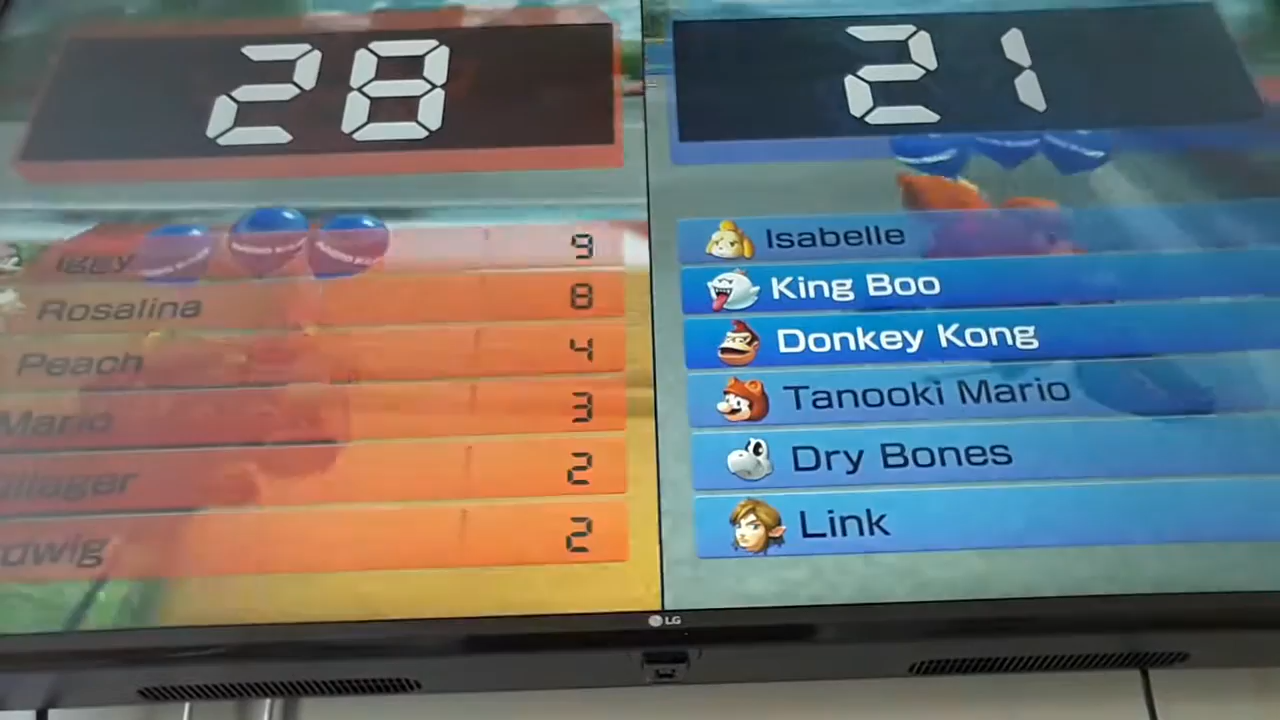 28
21
Iggy 9
Rosalina 8
Peach 4
Mario 3
Villager 2
2
Isabelle
King Boo
Donkey Kong
Tanooki Mario
Dry Bones
Link
LG